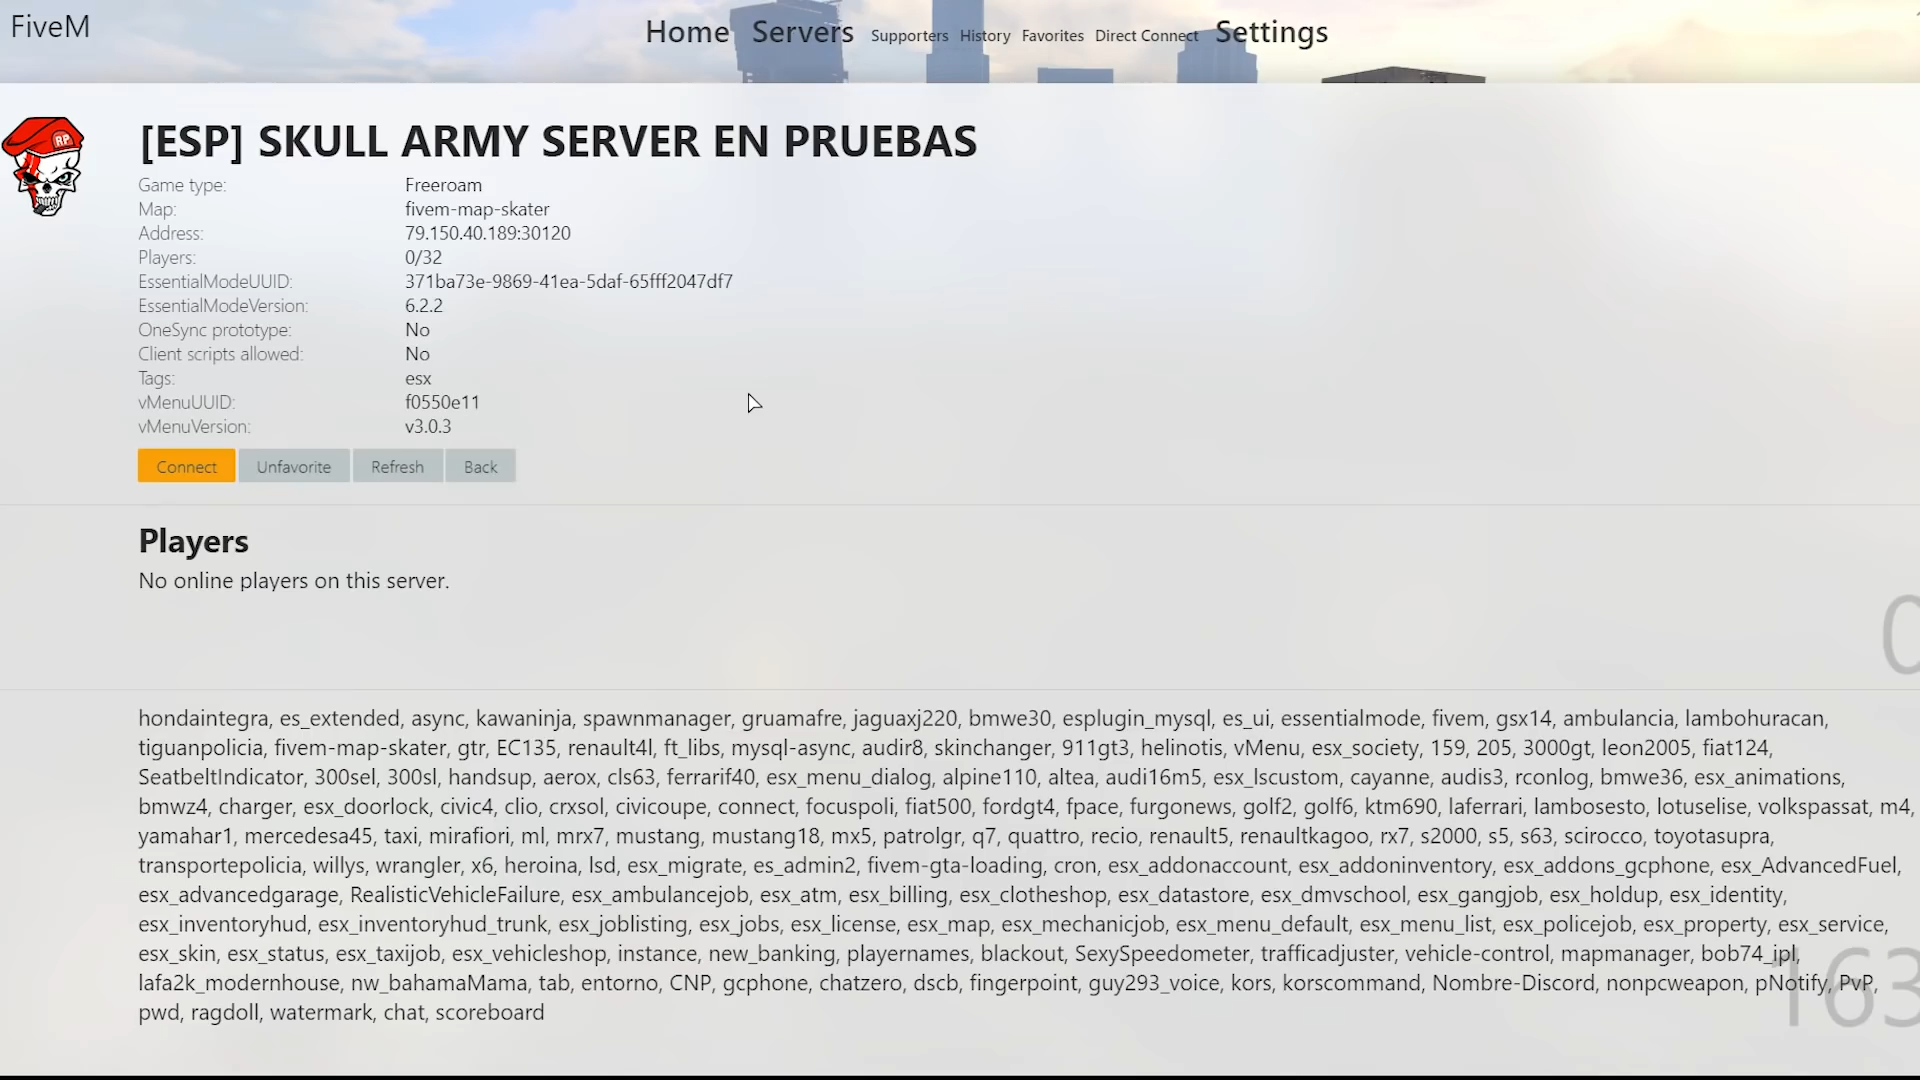 FiveM
Home Servers Supporters History Favorites Direct Connect Settings
RP
[ESP] SKULL ARMY SERVER EN PRUEBAS
Game type: Freeroam
Map: fivem-map-skater
Address: 79.150.40.189:30120
Players: 0/32
EssentialModeUUID: 371ba73e-9869-41ea-5daf-65fff2047df7
EssentialModeVersion: 6.2.2
OneSync prototype: No
Client scripts allowed: No
Tags: esx
vMenuUUID: f0550e11
vMenuVersion: v3.0.3
Connect Unfavorite Refresh Back
Players
No online players on this server.
0
hondaintegra, es_extended, async, kawaninja, spawnmanager, gruamafre, jaguaxj220, bmwe30, esplugin_mysql, es_ui, essentialmode, fivem, gsx14, ambulancia, lambohuracan,
tiguanpolicia, fivem-map-skater, gtr, EC135, renault4l, ft_libs, mysql-async, audir8, skinchanger, 911gt3, helinotis, vMenu, esx_society, 159, 205, 3000gt, leon2005, fiat124,
SeatbeltIndicator, 300sel, 300sl, handsup, aerox, cls63, ferrarif40, esx_menu_dialog, alpine110, altea, audi16m5, esx_lscustom, cayanne, audis3, rconlog, bmwe36, esx_animations,
bmwz4, charger, esx_doorlock, civic4, clio, crxsol, civicoupe, connect, focuspoli, fiat500, fordgt4, fpace, furgonews, golf2, golf6, ktm690, laferrari, lambosesto, lotuselise, volkspassat, m4,
yamahar1, mercedesa45, taxi, mirafiori, ml, mrx7, mustang, mustang18, mx5, patrolgr, q7, quattro, recio, renault5, renaultkagoo, rx7, s2000, s5, s63, scirocco, toyotasupra,
transportepolicia, willys, wrangler, x6, heroina, lsd, esx_migrate, es_admin2, fivem-gta-loading, cron, esx_addonaccount, esx_addoninventory, esx_addons_gcphone, esx_AdvancedFuel,
esx_advancedgarage, RealisticVehicleFailure, esx_ambulancejob, esx_atm, esx_billing, esx_clotheshop, esx_datastore, esx_dmvschool, esx_gangjob, esx_holdup, esx_identity,
esx_inventoryhud, esx_inventoryhud_trunk, esx_joblisting, esx_jobs, esx_license, esx_map, esx_mechanicjob, esx_menu_default, esx_menu_list, esx_policejob, esx_property, esx_service,
esx_skin, esx_status, esx_taxijob, esx_vehicleshop, instance, new_banking, playernames, blackout, SexySpeedometer, trafficadjuster, vehicle-control, mapmanager, bob74_ipl,
lafa2k_modernhouse, nw_bahamaMama, tab, entorno, CNP, gcphone, chatzero, dscb, fingerpoint, guy293_voice, kors, korscommand, Nombre-Discord, nonpcweapon, pNotify, PvP,
pwd, ragdoll, watermark, chat, scoreboard
163